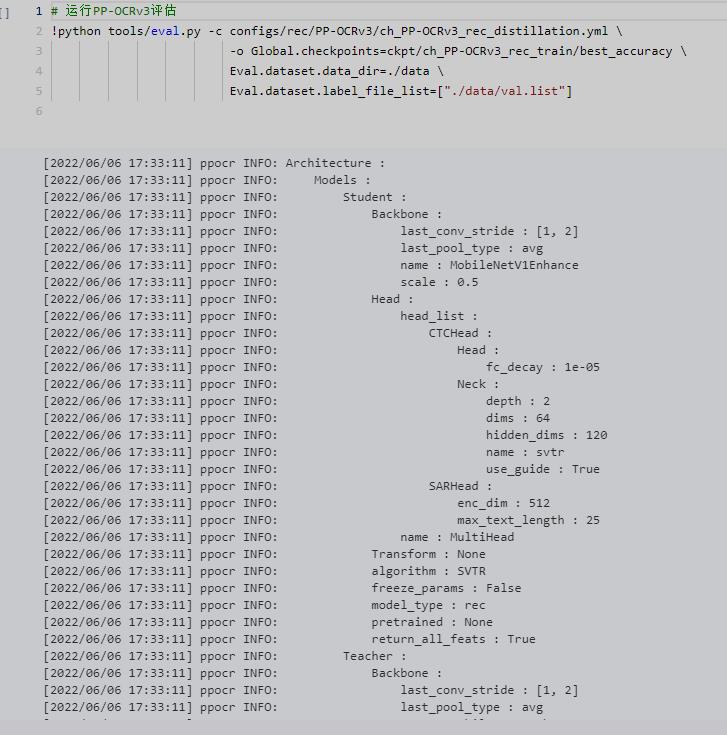 []
1 # 运行PP-OCRv3评估
2 !python tools/eval.py -c configs/rec/PP-OCRv3/ch_PP-OCRv3_rec_distillation.yml \
3 -o Global.checkpoints=ckpt/ch_PP-OCRv3_rec_train/best_accuracy \
4 Eval.dataset.data_dir=./data \
5 Eval.dataset.label_file_list=["./data/val.list"]
6
[2022/06/06 17:33:11] ppocr INFO: Architecture :
[2022/06/06 17:33:11] ppocr INFO: Models :
[2022/06/06 17:33:11] ppocr INFO: Student :
[2022/06/06 17:33:11] ppocr INFO: Backbone :
[2022/06/06 17:33:11] ppocr INFO: last_conv_stride : [1, 2]
[2022/06/06 17:33:11] ppocr INFO: last_pool_type : avg
[2022/06/06 17:33:11] ppocr INFO: name : MobileNetV1Enhance
[2022/06/06 17:33:11] ppocr INFO: scale : 0.5
[2022/06/06 17:33:11] ppocr INFO: Head :
[2022/06/06 17:33:11] ppocr INFO: head_list :
[2022/06/06 17:33:11] ppocr INFO: CTCHead :
[2022/06/06 17:33:11] ppocr INFO: Head :
[2022/06/06 17:33:11] ppocr INFO: fc_decay : 1e-05
[2022/06/06 17:33:11] ppocr INFO: Neck :
[2022/06/06 17:33:11] ppocr INFO: depth : 2
[2022/06/06 17:33:11] ppocr INFO: dims : 64
[2022/06/06 17:33:11] ppocr INFO: hidden_dims : 120
[2022/06/06 17:33:11] ppocr INFO: name : svtr
[2022/06/06 17:33:11] ppocr INFO: use_guide : True
[2022/06/06 17:33:11] ppocr INFO: SARHead :
[2022/06/06 17:33:11] ppocr INFO: enc_dim : 512
[2022/06/06 17:33:11] ppocr INFO: max_text_length : 25
[2022/06/06 17:33:11] ppocr INFO: name : MultiHead
[2022/06/06 17:33:11] ppocr INFO: Transform : None
[2022/06/06 17:33:11] ppocr INFO: algorithm : SVTR
[2022/06/06 17:33:11] ppocr INFO: freeze_params : False
[2022/06/06 17:33:11] ppocr INFO: model_type : rec
[2022/06/06 17:33:11] ppocr INFO: pretrained : None
[2022/06/06 17:33:11] ppocr INFO: return_all_feats : True
[2022/06/06 17:33:11] ppocr INFO: Teacher :
[2022/06/06 17:33:11] ppocr INFO: Backbone :
[2022/06/06 17:33:11] ppocr INFO: last_conv_stride : [1, 2]
[2022/06/06 17:33:11] ppocr INFO: last_pool_type : avg